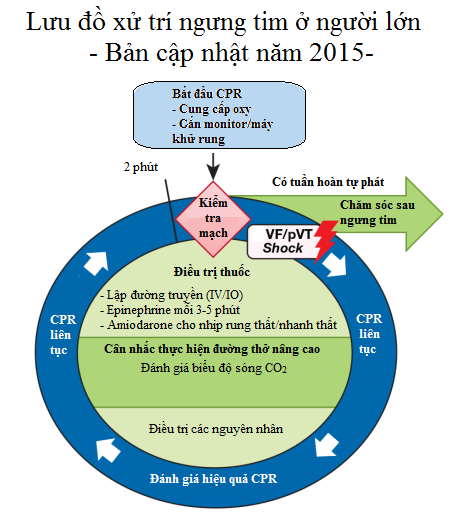 Lưu đồ xử trí ngưng tim ở người lớn
- Bản cập nhật năm 2015-
Bắt đầu CPR
- Cung cấp oxy
- Gắn monitor/máy
khử rung
2 phút
Có tuần hoàn tự phát
Kiểm
tra
mạch
Chăm sóc sau
ngưng tim
VF/pVT
Shock
Điều trị thuốc
- Lập đường truyền (IV/IO)
- Epinephrine mỗi 3-5 phút
- Amiodarone cho nhịp rung thất/nhanh thất
CPR
liên
tục
CPR
liên
tục
Cân nhắc thực hiện đường thở nâng cao
Đánh giá biểu độ sóng CO2
Điều trị các nguyên nhân
Đánh giá hiệu quả CPR